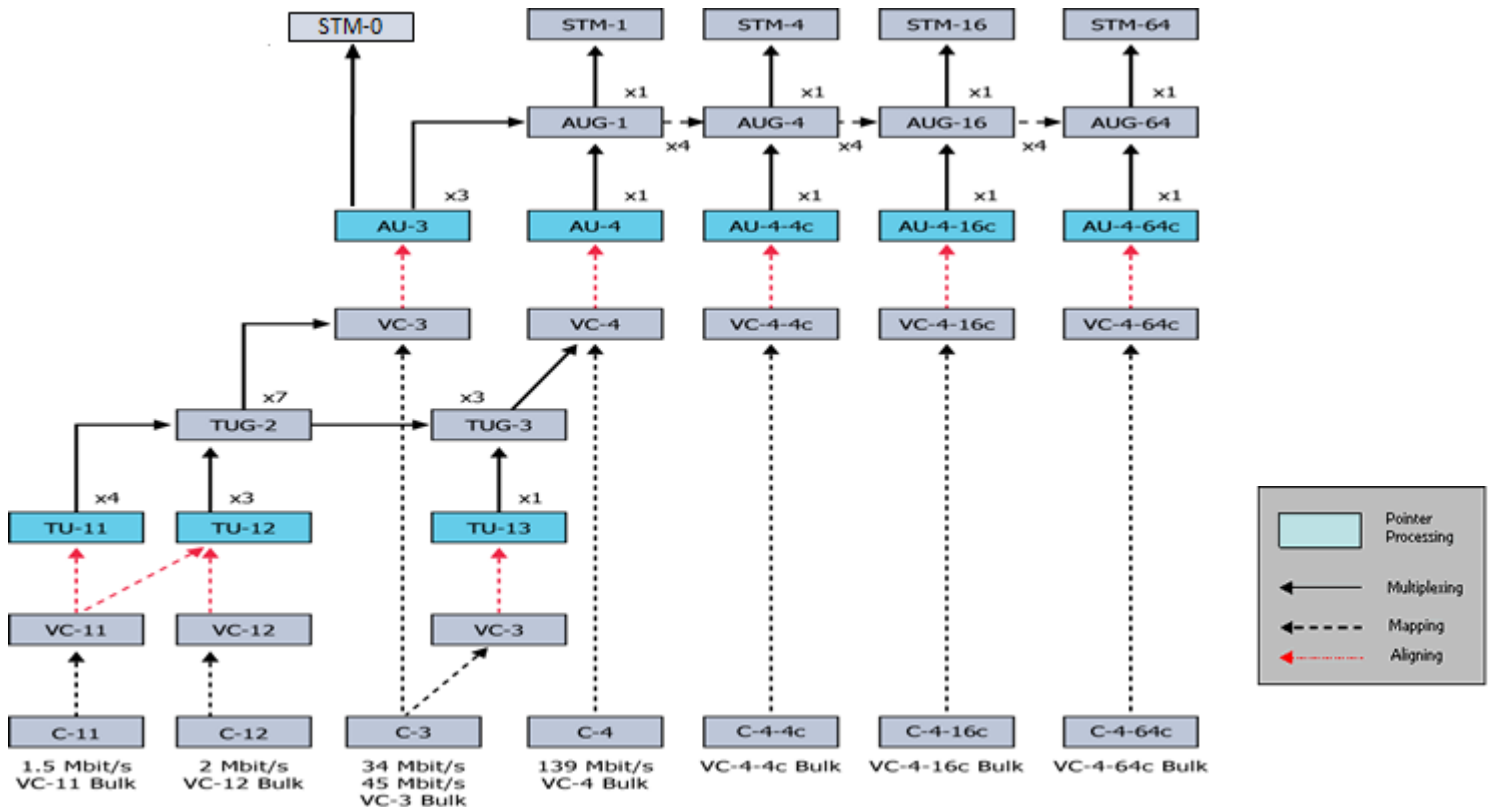 STM-0
STM-1
STM-4
STM-16
STM-64
x1
x1
x1
x1
AUG-1
AUG-4
AUG-16
AUG-64
x4
x4
x4
x3
x1
x1
x1
x1
AU-3
AU-4
AU-4-4c
AU-4-16c
AU-4-64c
VC-3
VC-4
VC-4-4c
VC-4-16c
VC-4-64c
x7
x3
TUG-2
TUG-3
x4
x3
x1
TU-11
TU-12
TU-13
VC-11
VC-12
VC-3
C-11
C-12
C-3
C-4
C-4-4c
C-4-16c
C-4-64c
1.5 Mbit/s
VC-11 Bulk
2 Mbit/s
VC-12 Bulk
34 Mbit/s
45 Mbit/s
VC-3 Bulk
139 Mbit/s
VC-4 Bulk
VC-4-4c Bulk
VC-4-16c Bulk
VC-4-64c Bulk
Pointer
Processing
Multiplexing
Mapping
Aligning